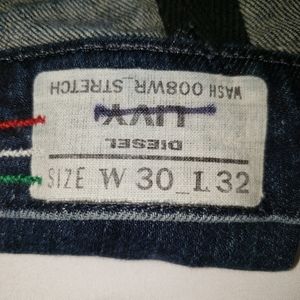 WASH 008WR_STRETCH
LIVY
DIESEL
SIZE W 30_L 32